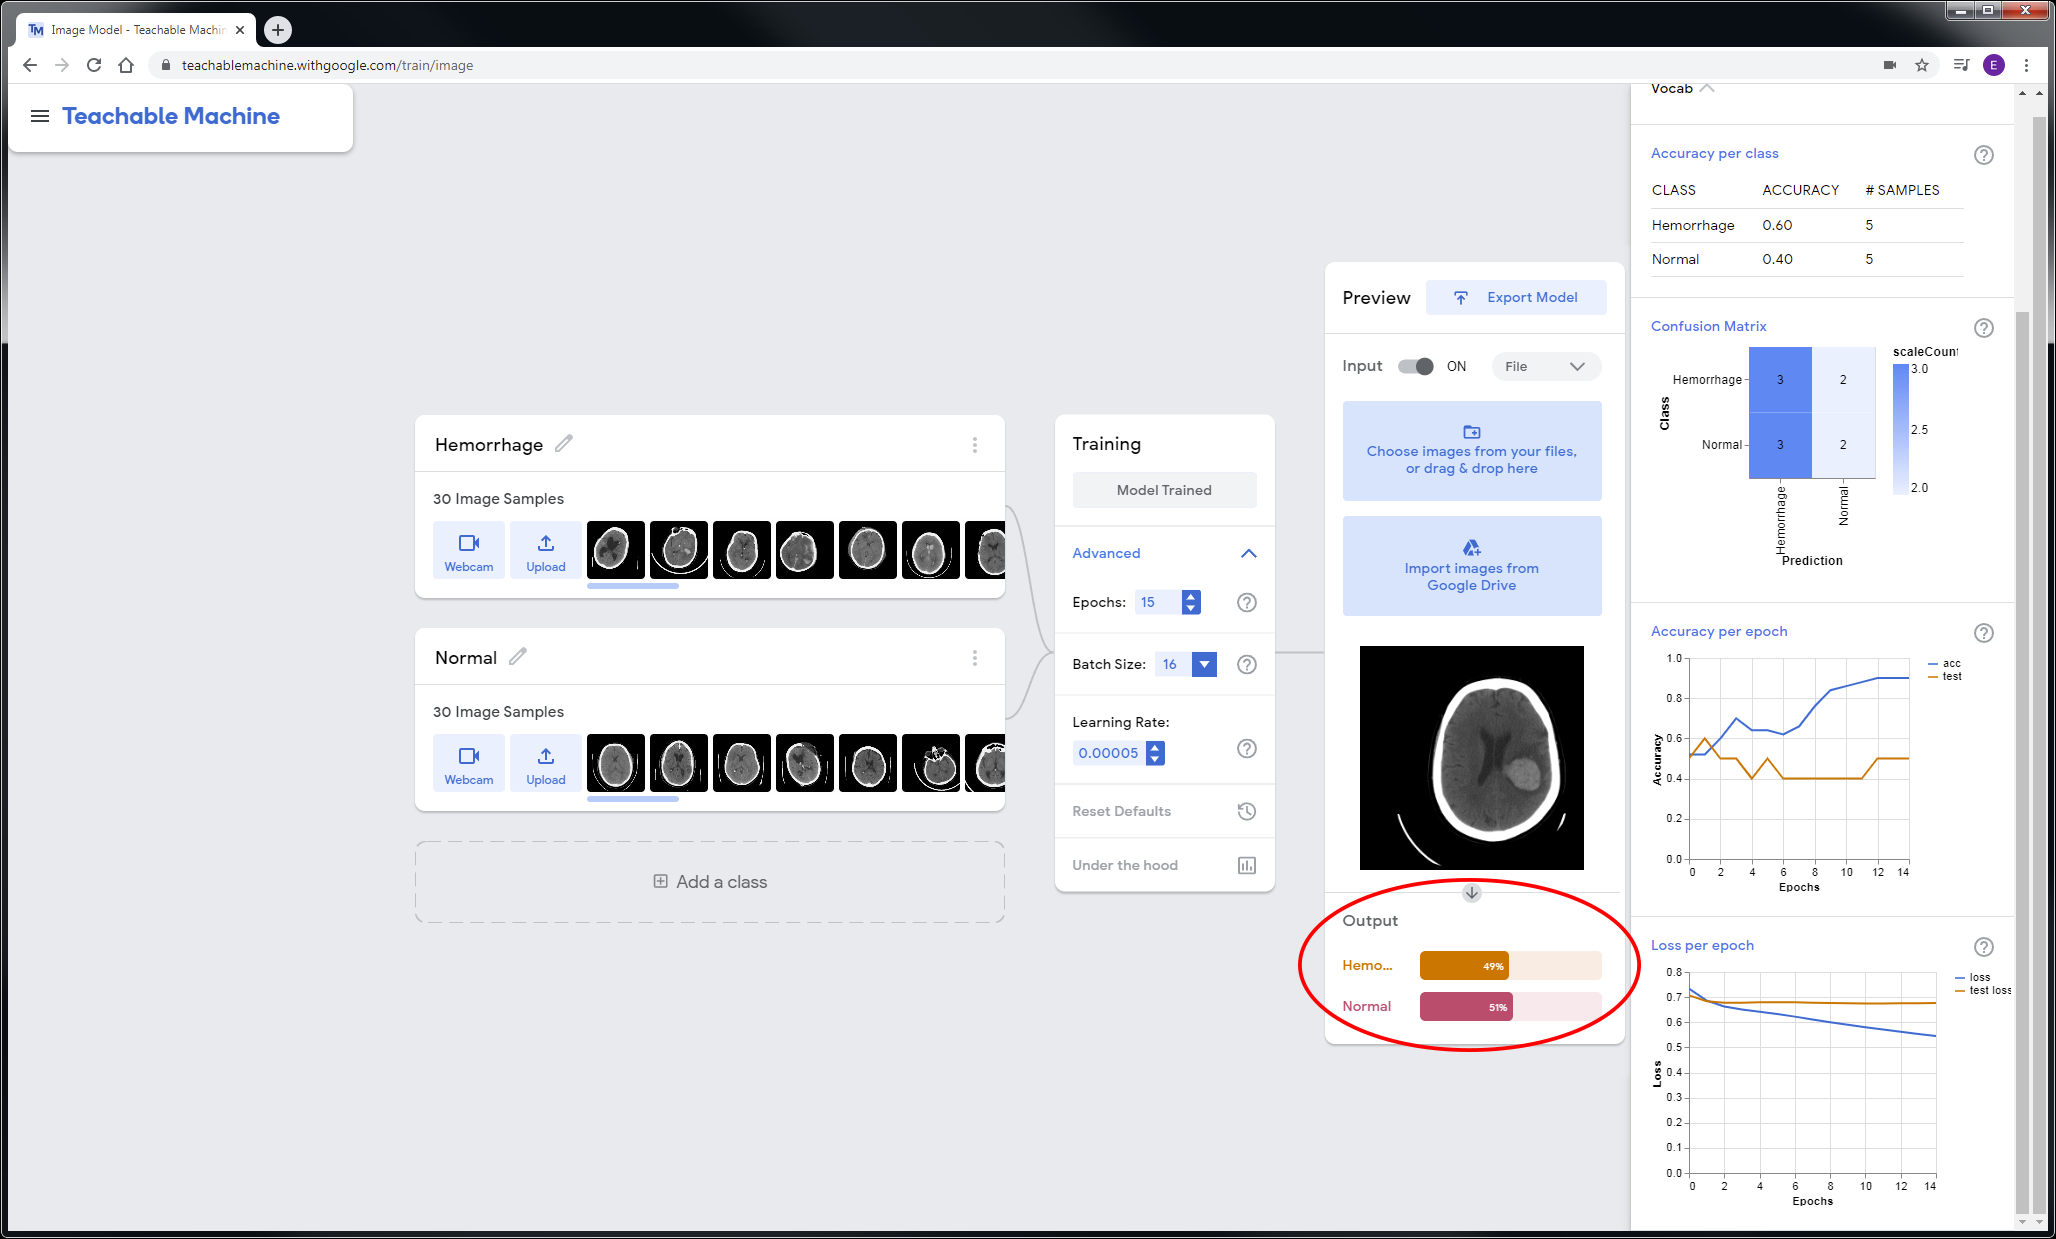 Image Model - Teachable Machin
teachablemachine.withgoogle.com/train/image
E
Teachable Machine
Hemorrhage
30 Image Samples
Webcam
Upload
Normal
30 Image Samples
Webcam
Upload
Add a class
Training
Model Trained
Advanced
Epochs: 15
Batch Size: 16
Learning Rate:
0.00005
Reset Defaults
Under the hood
Preview
Export Model
Input ON File
Choose images from your files,
or drag & drop here
Import images from
Google Drive
Output
Hemo... 49%
Normal 51%
Vocab
Accuracy per class
CLASS ACCURACY # SAMPLES
Hemorrhage 0.60 5
Normal 0.40 5
Confusion Matrix
scaleCount
3.0
2.5
2.0
Class
Hemorrhage 3 2
Normal 3 2
Hemorrhage
Normal
Prediction
Accuracy per epoch
acc
test
Accuracy
1.0
0.8
0.6
0.4
0.2
0.0
0 2 4 6 8 10 12 14
Epochs
Loss per epoch
loss
test loss
Loss
0.8
0.7
0.6
0.5
0.4
0.3
0.2
0.1
0.0
0 2 4 6 8 10 12 14
Epochs